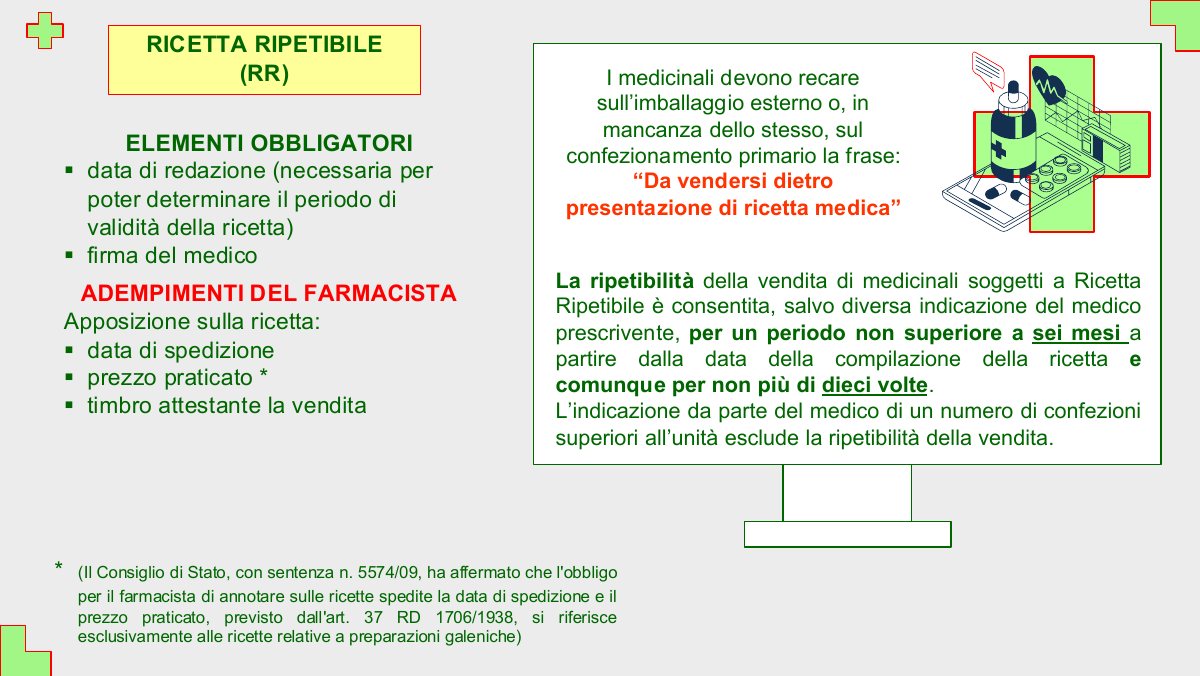 RICETTA RIPETIBILE
(RR)
ELEMENTI OBBLIGATORI
▪ data di redazione (necessaria per
poter determinare il periodo di
validità della ricetta)
▪ firma del medico
ADEMPIMENTI DEL FARMACISTA
Apposizione sulla ricetta:
▪ data di spedizione
▪ prezzo praticato *
▪ timbro attestante la vendita
I medicinali devono recare
sull’imballaggio esterno o, in
mancanza dello stesso, sul
confezionamento primario la frase:
“Da vendersi dietro
presentazione di ricetta medica”
La ripetibilità della vendita di medicinali soggetti a Ricetta
Ripetibile è consentita, salvo diversa indicazione del medico
prescrivente, per un periodo non superiore a sei mesi a
partire dalla data della compilazione della ricetta e
comunque per non più di dieci volte.
L’indicazione da parte del medico di un numero di confezioni
superiori all’unità esclude la ripetibilità della vendita.
* (Il Consiglio di Stato, con sentenza n. 5574/09, ha affermato che l'obbligo
per il farmacista di annotare sulle ricette spedite la data di spedizione e il
prezzo praticato, previsto dall'art. 37 RD 1706/1938, si riferisce
esclusivamente alle ricette relative a preparazioni galeniche)